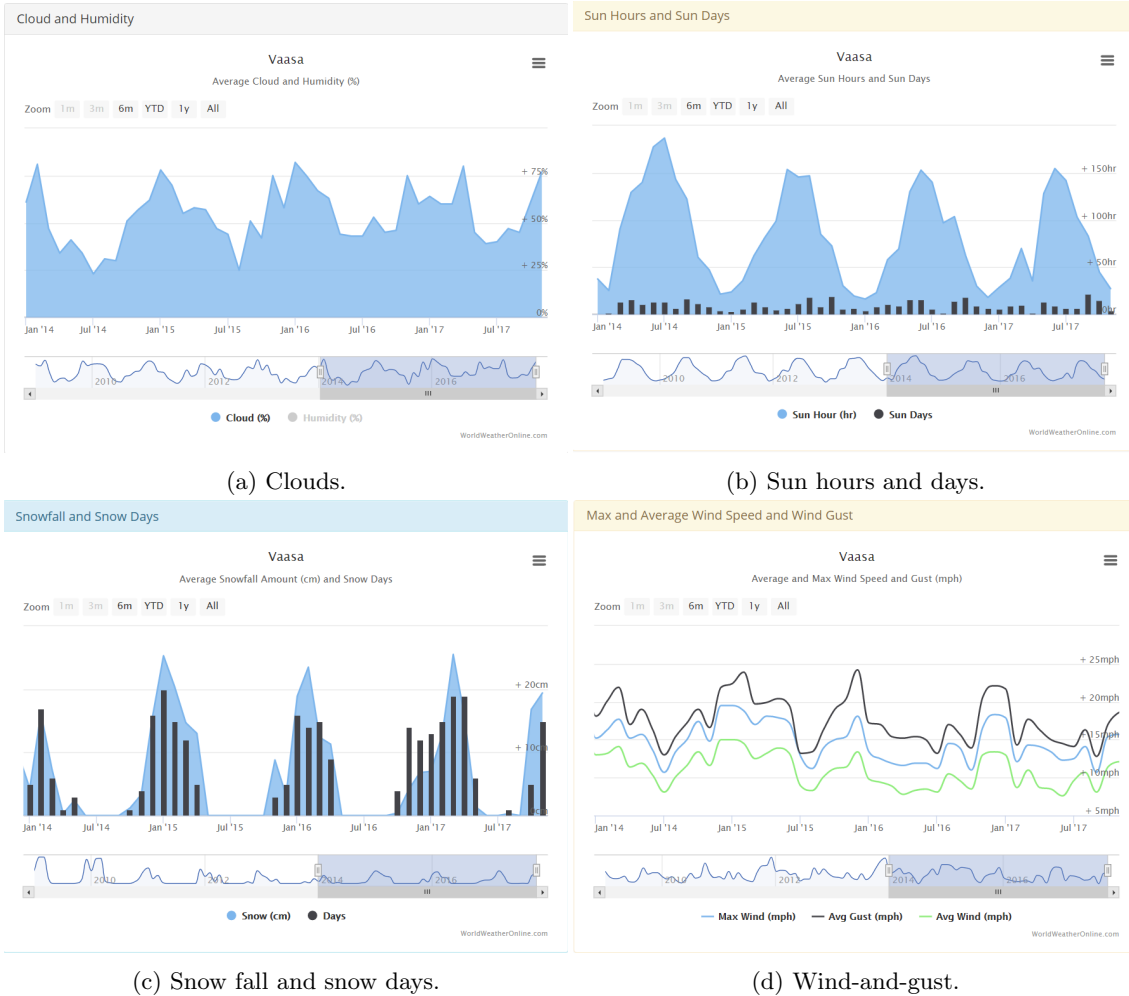 Cloud and Humidity
Vaasa
Average Cloud and Humidity (%)
Zoom 1m 3m 6m YTD 1y All
+ 75%
+ 50%
+ 25%
0%
Jan '14 Jul '14 Jan '15 Jul '15 Jan '16 Jul '16 Jan '17 Jul '17
2010 2012 2014 2016
Cloud (%) Humidity (%)
WorldWeatherOnline.com
(a) Clouds.
Sun Hours and Sun Days
Vaasa
Average Sun Hours and Sun Days
Zoom 1m 3m 6m YTD 1y All
+ 150hr
+ 100hr
+ 50hr
0hr
Jan '14 Jul '14 Jan '15 Jul '15 Jan '16 Jul '16 Jan '17 Jul '17
2010 2012 2014 2016
Sun Hour (hr) Sun Days
WorldWeatherOnline.com
(b) Sun hours and days.
Snowfall and Snow Days
Vaasa
Average Snowfall Amount (cm) and Snow Days
Zoom 1m 3m 6m YTD 1y All
+ 20cm
+ 10cm
0cm
Jan '14 Jul '14 Jan '15 Jul '15 Jan '16 Jul '16 Jan '17 Jul '17
2010 2012 2014 2016
Snow (cm) Days
WorldWeatherOnline.com
(c) Snow fall and snow days.
Max and Average Wind Speed and Wind Gust
Vaasa
Average and Max Wind Speed and Gust (mph)
Zoom 1m 3m 6m YTD 1y All
+ 25mph
+ 20mph
+ 15mph
+ 10mph
+ 5mph
Jan '14 Jul '14 Jan '15 Jul '15 Jan '16 Jul '16 Jan '17 Jul '17
2010 2012 2014 2016
Max Wind (mph) Avg Gust (mph) Avg Wind (mph)
WorldWeatherOnline.com
(d) Wind-and-gust.